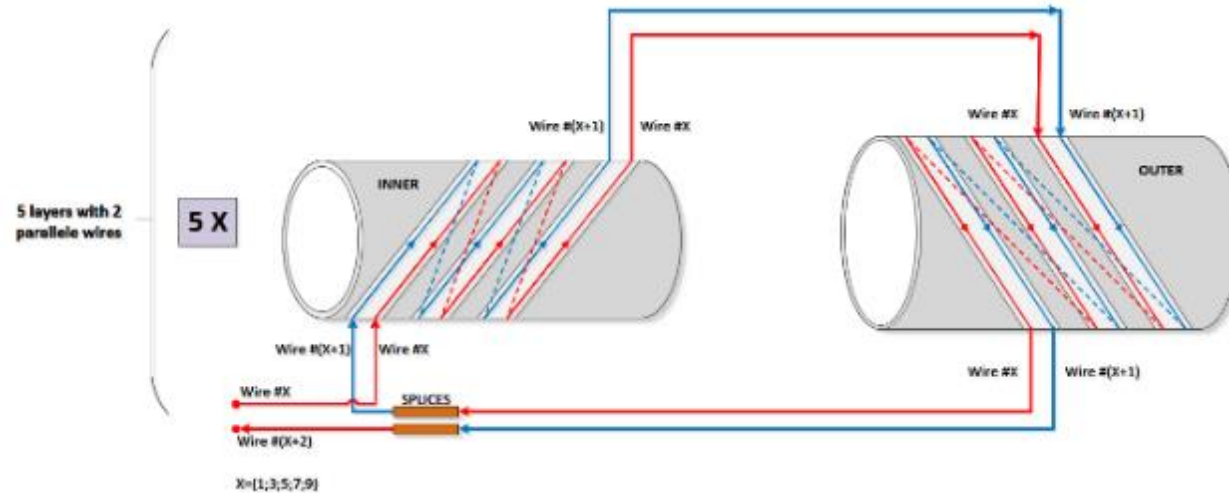 Wire #(X+1)
Wire #X
Wire #X
Wire #(X+1)
INNER
OUTER
5 layers with 2
parallele wires
5 X
Wire #(X+1)
Wire #X
Wire #X
Wire #(X+1)
Wire #X
SPLICES
Wire #(X+2)
X={1;3;5;7;9}